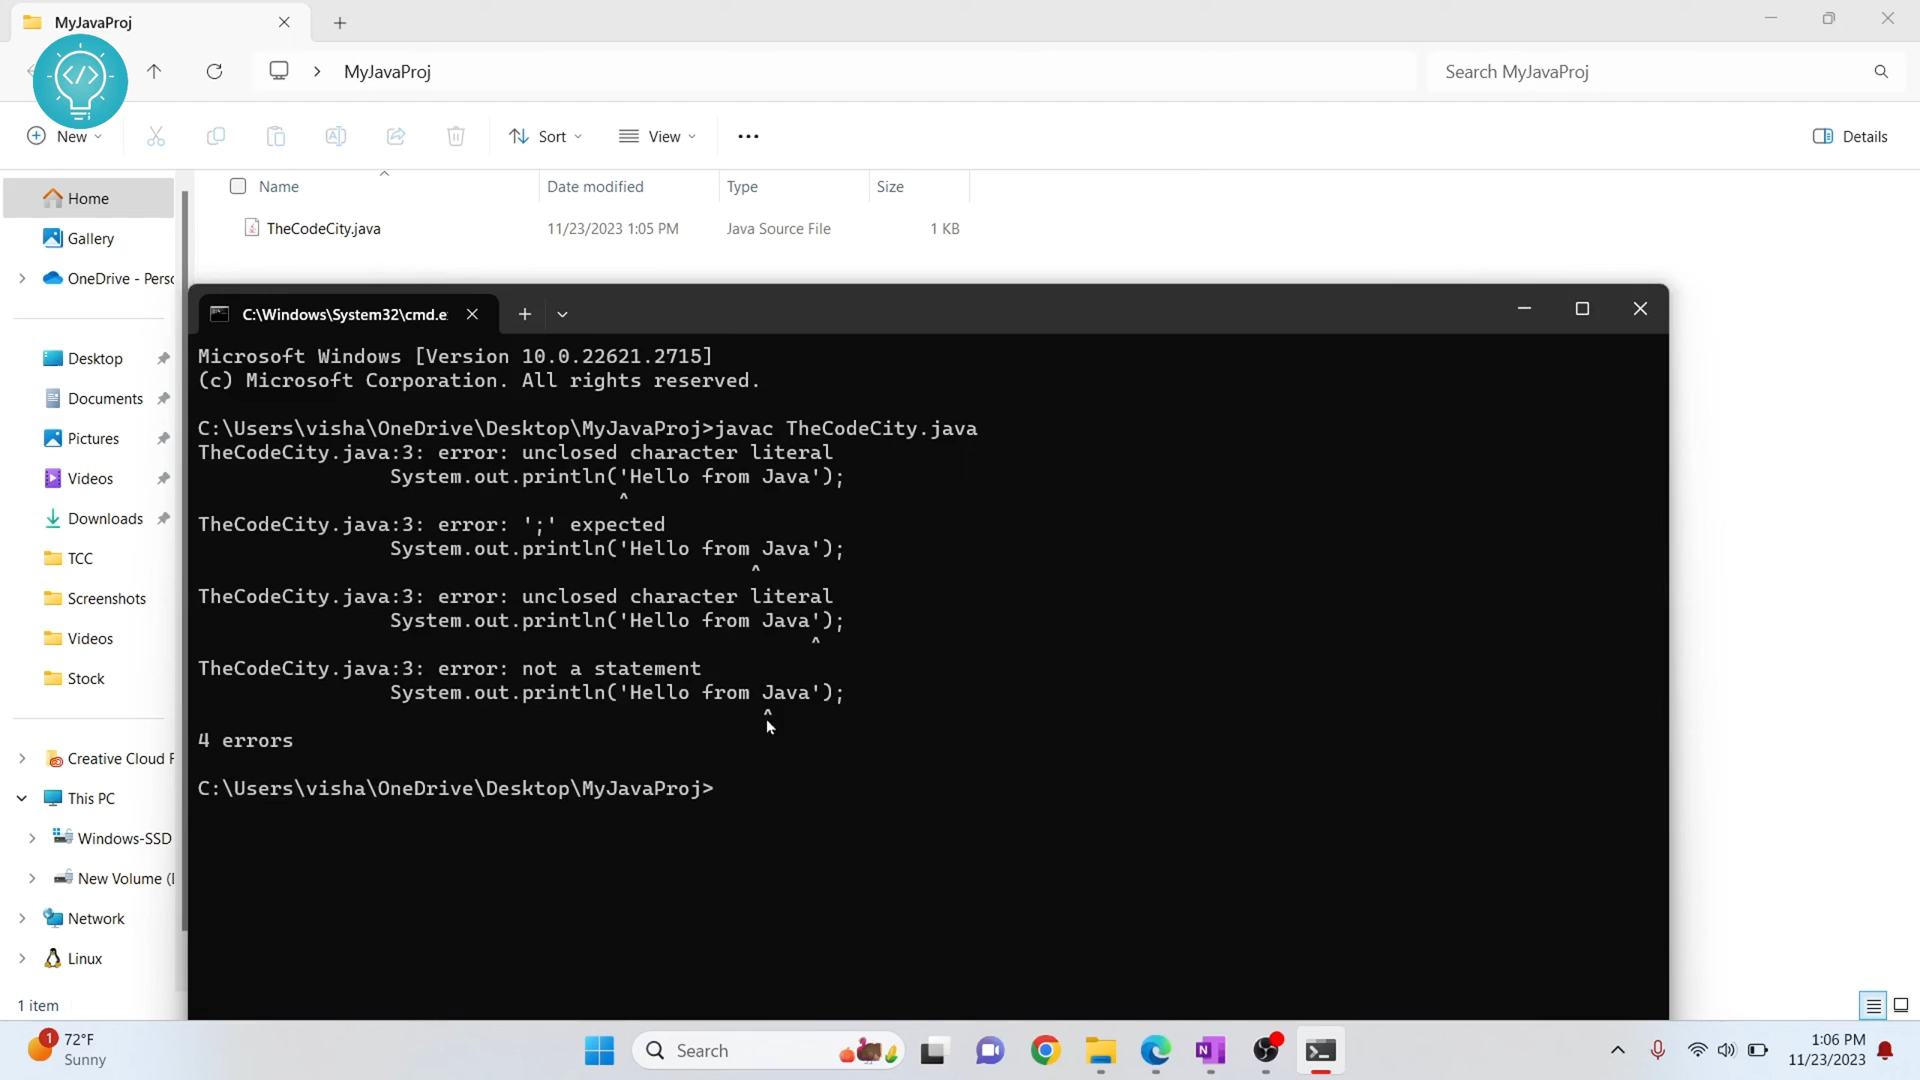 MyJavaProj
MyJavaProj
Search MyJavaProj
New
Sort
View
Details
Name
Date modified
Type
Size
TheCodeCity.java
11/23/2023 1:05 PM
Java Source File
1 KB
Home
Gallery
OneDrive - Perso
Desktop
Documents
Pictures
Videos
Downloads
TCC
Screenshots
Videos
Stock
Creative Cloud F
This PC
Windows-SSD
New Volume (
Network
Linux
1 item
C:\Windows\System32\cmd.e
Microsoft Windows [Version 10.0.22621.2715]
(c) Microsoft Corporation. All rights reserved.
C:\Users\visha\OneDrive\Desktop\MyJavaProj>javac TheCodeCity.java
TheCodeCity.java:3: error: unclosed character literal
                System.out.println('Hello from Java');
                                   ^
TheCodeCity.java:3: error: ';' expected
                System.out.println('Hello from Java');
                                              ^
TheCodeCity.java:3: error: unclosed character literal
                System.out.println('Hello from Java');
                                                   ^
TheCodeCity.java:3: error: not a statement
                System.out.println('Hello from Java');
                                               ^
4 errors
C:\Users\visha\OneDrive\Desktop\MyJavaProj>
1
72°F
Sunny
Search
1:06 PM
11/23/2023